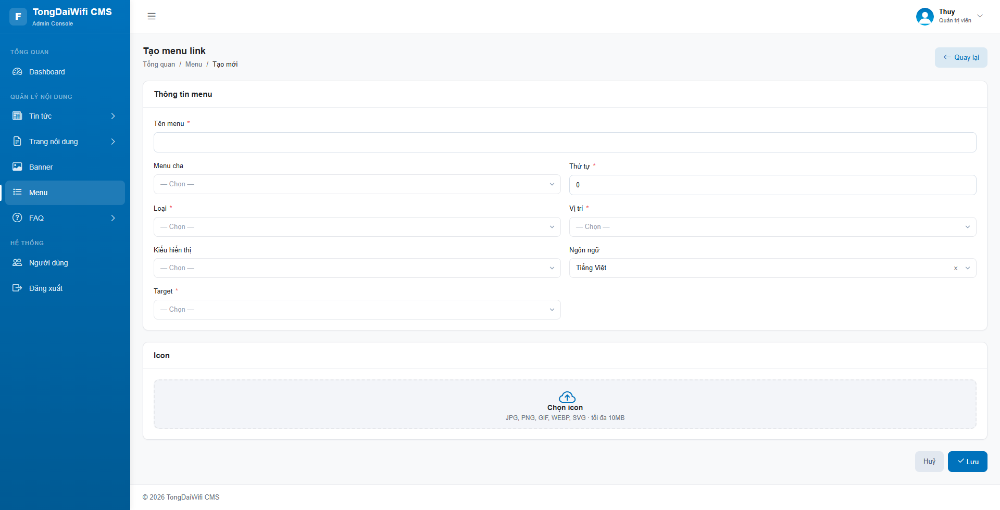 F
TongDaiWifi CMS
Admin Console
TỔNG QUAN
Dashboard
QUẢN LÝ NỘI DUNG
Tin tức
Trang nội dung
Banner
Menu
FAQ
HỆ THỐNG
Người dùng
Đăng xuất
Thuy
Quản trị viên
Tạo menu link
Tổng quan / Menu / Tạo mới
← Quay lại
Thông tin menu
Tên menu *
Menu cha
— Chọn —
Thứ tự *
0
Loại *
— Chọn —
Vị trí *
— Chọn —
Kiểu hiển thị
— Chọn —
Ngôn ngữ
Tiếng Việt x
Target *
— Chọn —
Icon
Chọn icon
JPG, PNG, GIF, WEBP, SVG · tối đa 10MB
Huỷ
Lưu
© 2026 TongDaiWifi CMS